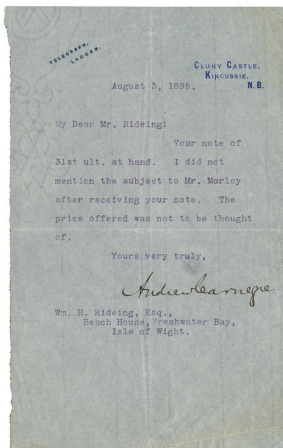 TELEGRAPH,
LAGGAN.
CLUNY CASTLE,
KINGUSSIE.
N.B.
August 3, 1895.
My Dear Mr. Rideing:
Your note of
31st ult. at hand. I did not
mention the subject to Mr. Morley
after receiving your note. The
price offered was not to be thought
of.
Yours very truly,
Andrew Carnegie
Wm. H. Rideing, Esq.,
Beach House, Freshwater Bay,
Isle of Wight.